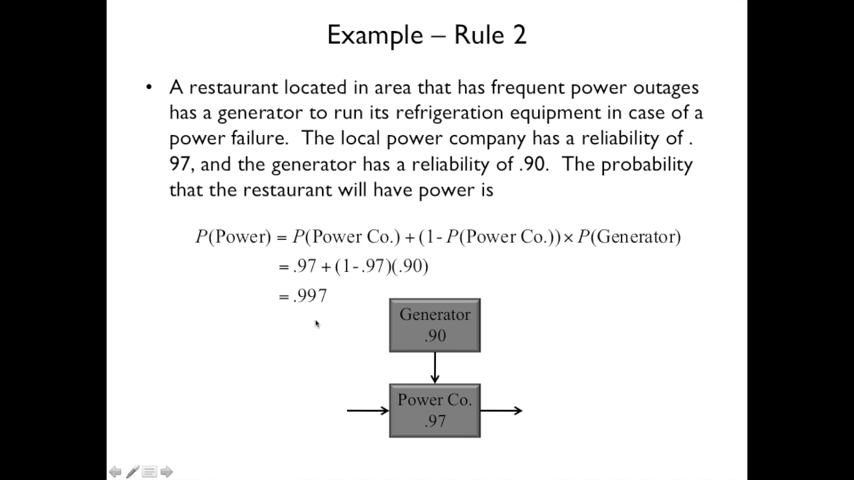 Example – Rule 2
• A restaurant located in area that has frequent power outages
has a generator to run its refrigeration equipment in case of a
power failure. The local power company has a reliability of .
97, and the generator has a reliability of .90. The probability
that the restaurant will have power is
P(Power) = P(Power Co.) + (1- P(Power Co.)) × P(Generator)
= .97 + (1-.97)(.90)
= .997
Generator
.90
Power Co.
.97